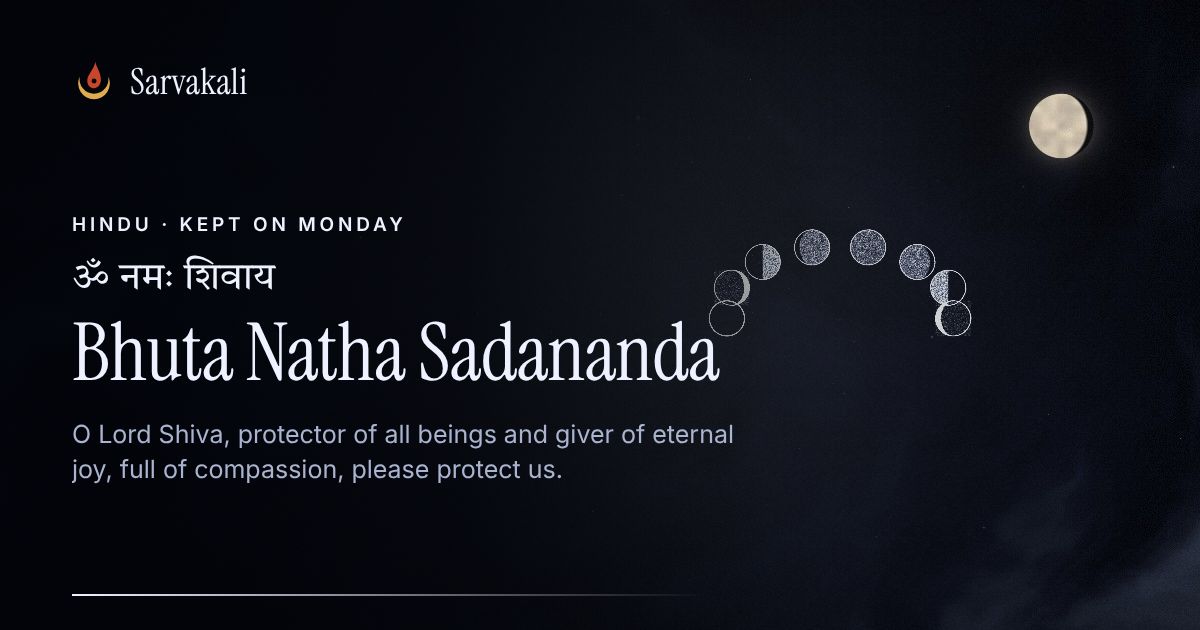 Sarvakali
HINDU · KEPT ON MONDAY
ॐ नमः शिवाय
Bhuta Natha Sadananda
O Lord Shiva, protector of all beings and giver of eternal
joy, full of compassion, please protect us.